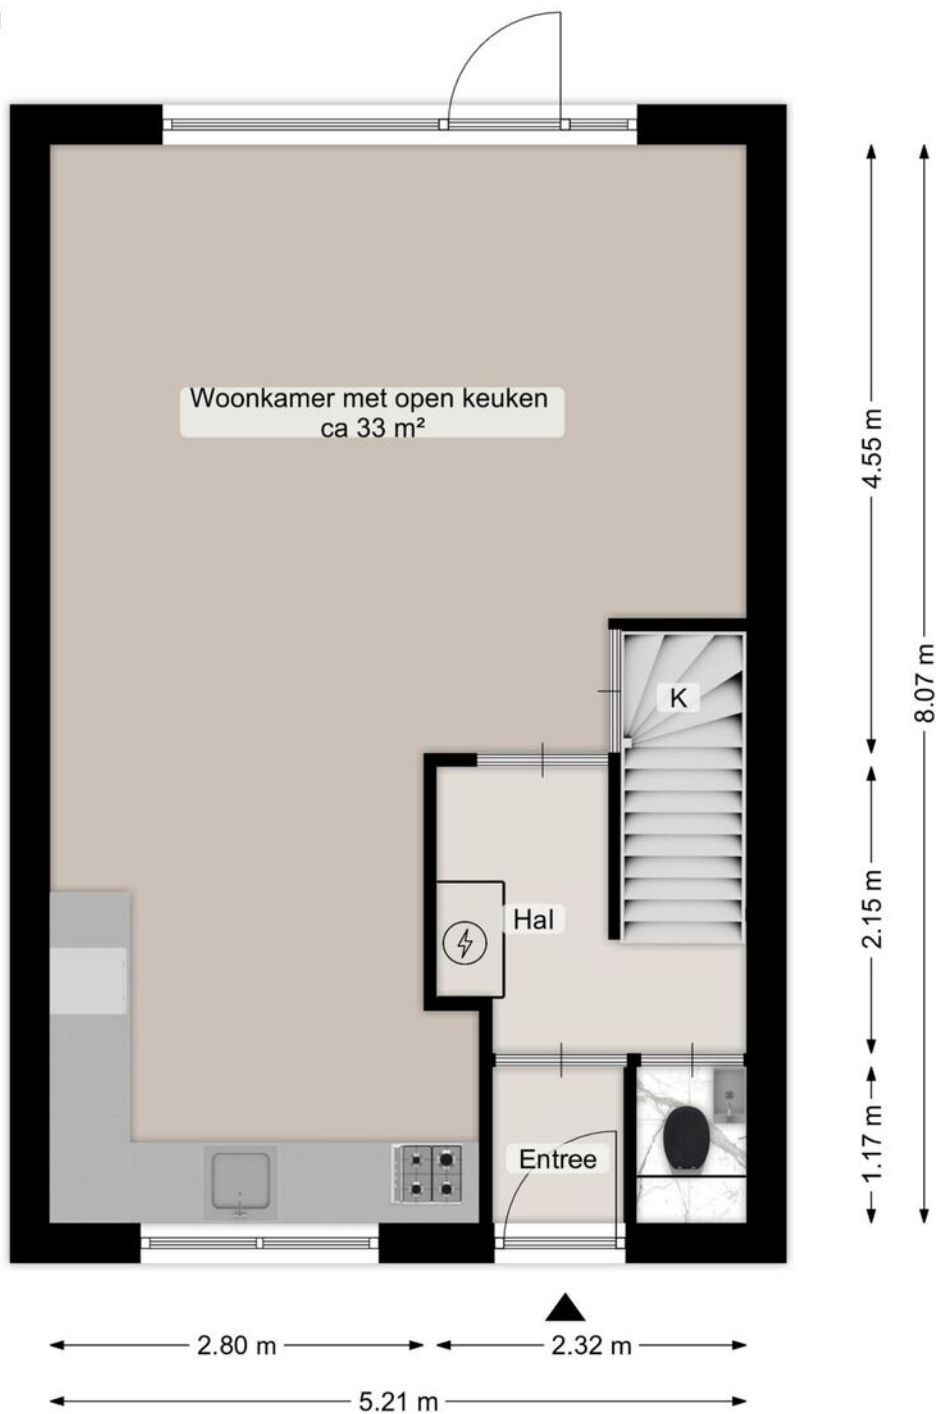 Woonkamer met open keuken
ca 33 m²
4.55 m
8.07 m
K
Hal
2.15 m
Entree
1.17 m
2.80 m
2.32 m
5.21 m